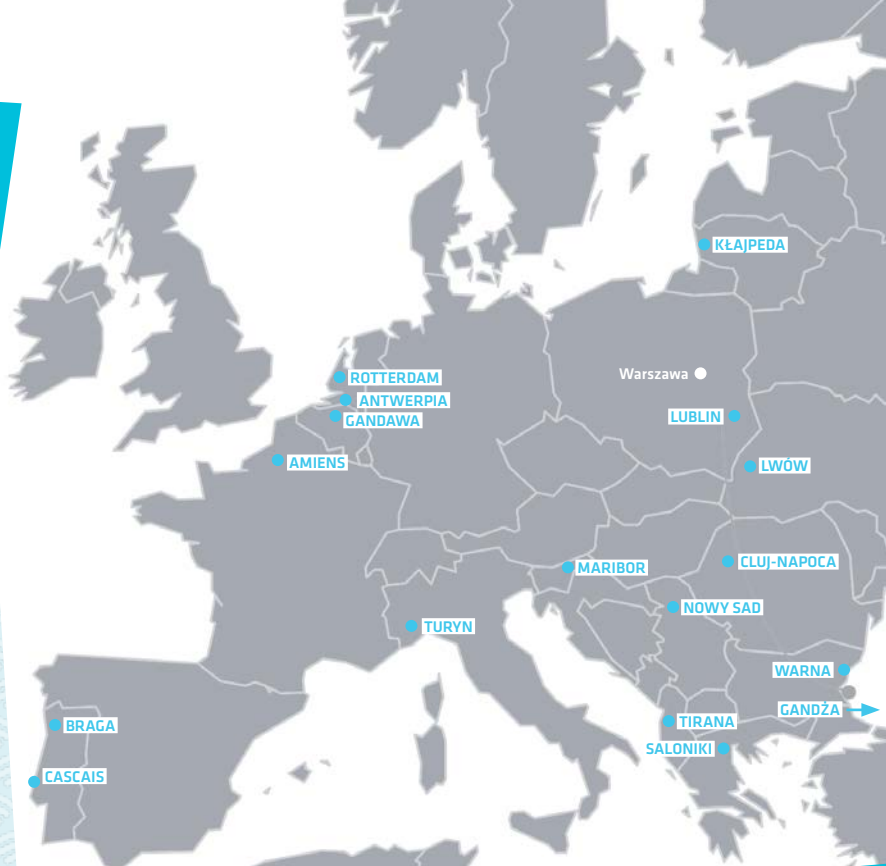 KŁAJPEDA
Warszawa
ROTTERDAM
ANTWERPIA
GANDAWA
LUBLIN
AMIENS
LWÓW
CLUJ-NAPOCA
MARIBOR
NOWY SAD
TURYN
WARNA
GANDŻA
TIRANA
BRAGA
SALONIKI
CASCAIS